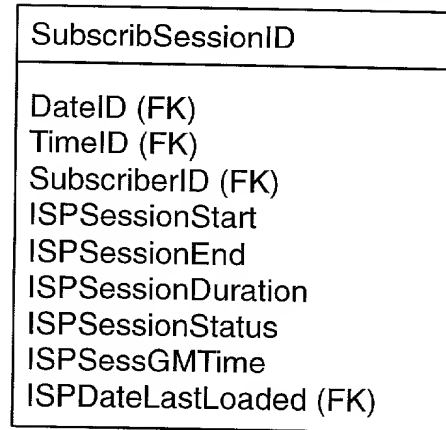 SubscribSessionID
DateID (FK)
TimeID (FK)
SubscriberID (FK)
ISPSessionStart
ISPSessionEnd
ISPSessionDuration
ISPSessionStatus
ISPSessGMTime
ISPDateLastLoaded (FK)